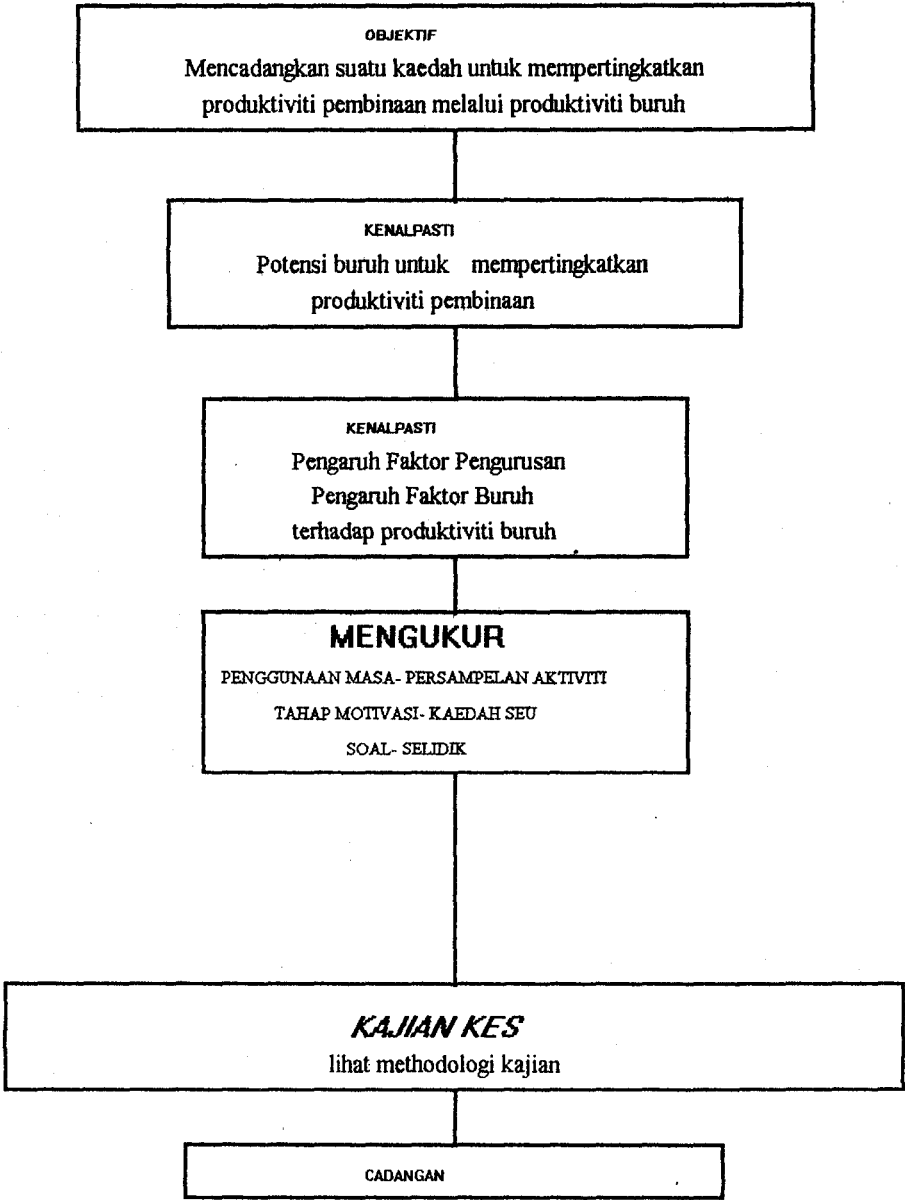 OBJEKTIF
Mencadangkan suatu kaedah untuk mempertingkatkan
produktiviti pembinaan melalui produktiviti buruh
KENALPASTI
Potensi buruh untuk mempertingkatkan
produktiviti pembinaan
KENALPASTI
Pengaruh Faktor Pengurusan
Pengaruh Faktor Buruh
terhadap produktiviti buruh
MENGUKUR
PENGGUNAAN MASA- PERSAMPELAN AKTIVITI
TAHAP MOTIVASI- KAEDAH SEU
SOAL- SELIDIK
KAJIAN KES
lihat methodologi kajian
CADANGAN